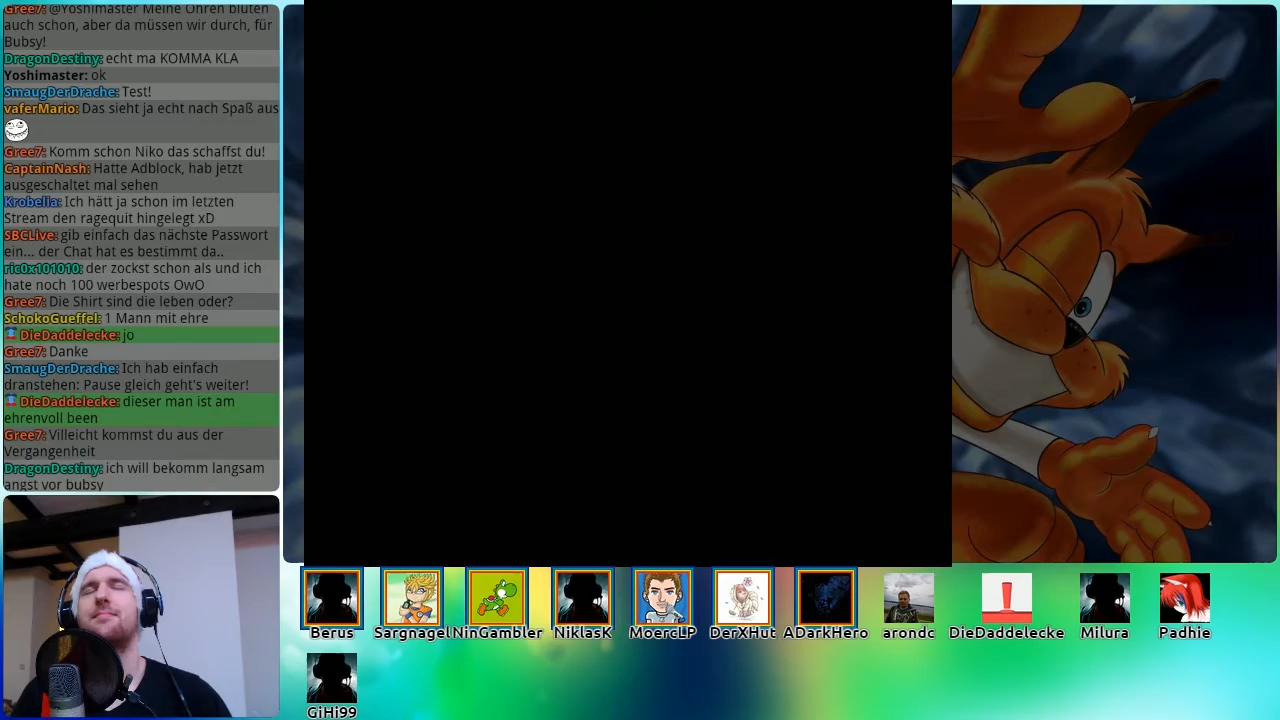 Gree7: @Yoshimaster Meine Ohren bluten
auch schon, aber da müssen wir durch, für
Bubsy!
DragonDestiny: echt ma KOMMA KLA
Yoshimaster: ok
SmaugDerDrache: Test!
vaferMario: Das sieht ja echt nach Spaß aus
Gree7: Komm schon Niko das schaffst du!
CaptainNash: Hatte Adblock, hab jetzt
ausgeschaltet mal sehen
Krobella: Ich hätt ja schon im letzten
Stream den ragequit hingelegt xD
SBCLive: gib einfach das nächste Passwort
ein... der Chat hat es bestimmt da..
ric0x101010: der zockst schon als und ich
hate noch 100 werbespots OwO
Gree7: Die Shirt sind die leben oder?
SchokoGueffel: 1 Mann mit ehre
DieDaddelecke: jo
Gree7: Danke
SmaugDerDrache: Ich hab einfach
dranstehen: Pause gleich geht's weiter!
DieDaddelecke: dieser man ist am
ehrenvoll been
Gree7: Villeicht kommst du aus der
Vergangenheit
DragonDestiny: ich will bekomm langsam
angst vor bubsy
Berus Sargnagel NinGambler NiklasK MoercLP DerXHut ADarkHero arondc DieDaddelecke Milura Padhie
GiHi99